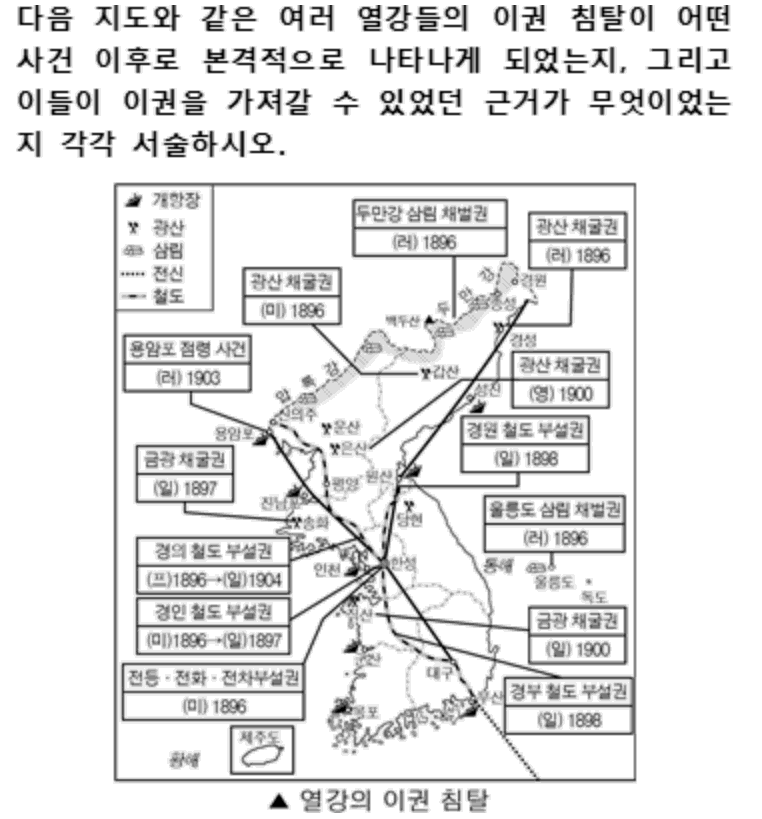 다음 지도와 같은 여러 열강들의 이권 침탈이 어떤
사건 이후로 본격적으로 나타나게 되었는지, 그리고
이들이 이권을 가져갈 수 있었던 근거가 무엇이었는
지 각각 서술하시오.
개항장
광산
삼림
전신
철도
두만강 삼림 채벌권
(러) 1896
광산 채굴권
(러) 1896
광산 채굴권
(미) 1896
용암포 점령 사건
(러) 1903
광산 채굴권
(영) 1900
경원 철도 부설권
(일) 1898
금광 채굴권
(일) 1897
울릉도 삼림 채벌권
(러) 1896
경의 철도 부설권
(프)1896→(일)1904
경인 철도 부설권
(미)1896→(일)1897
금광 채굴권
(일) 1900
전등·전화·전차부설권
(미) 1896
경부 철도 부설권
(일) 1898
두만강
경원
종성
백두산
경성
갑산
압록강
성진
신의주
용암포
운산
은산
평양
원산
진남포
송화
당현
인천
한성
동해
울릉도
독도
직산
대구
부산
목포
제주도
황해
▲ 열강의 이권 침탈